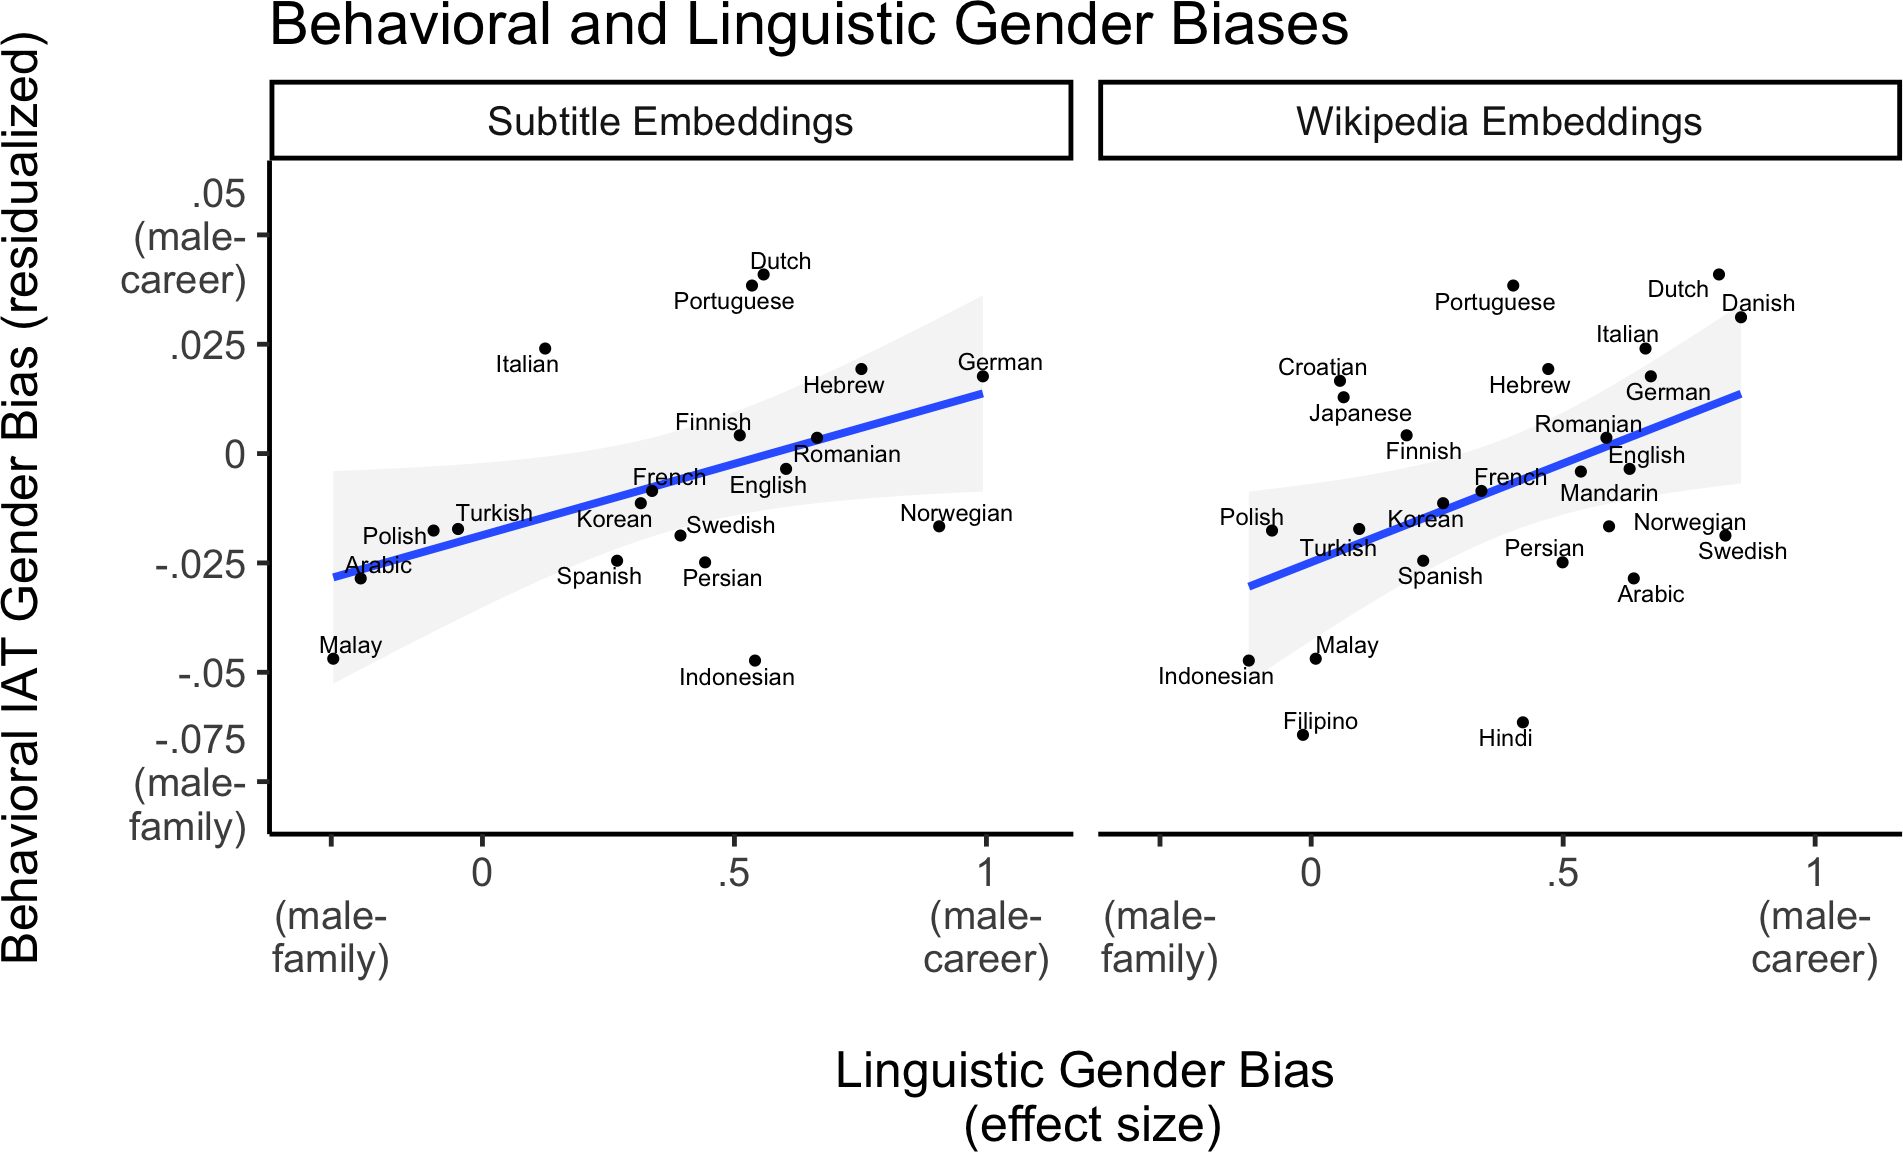 Behavioral and Linguistic Gender Biases
Behavioral IAT Gender Bias (residualized)
Subtitle Embeddings
Wikipedia Embeddings
.05
(male-
career)
.025
0
-.025
-.05
-.075
(male-
family)
Dutch
Portuguese
Italian
German
Hebrew
Finnish
Romanian
French
English
Korean
Turkish
Swedish
Norwegian
Polish
Arabic
Spanish
Persian
Malay
Indonesian
Dutch
Portuguese
Danish
Italian
Croatian
Hebrew
German
Japanese
Romanian
Finnish
English
French
Mandarin
Polish
Korean
Norwegian
Turkish
Persian
Swedish
Spanish
Arabic
Malay
Indonesian
Filipino
Hindi
0
.5
1
(male-
family)
(male-
career)
0
.5
1
(male-
family)
(male-
career)
Linguistic Gender Bias
(effect size)